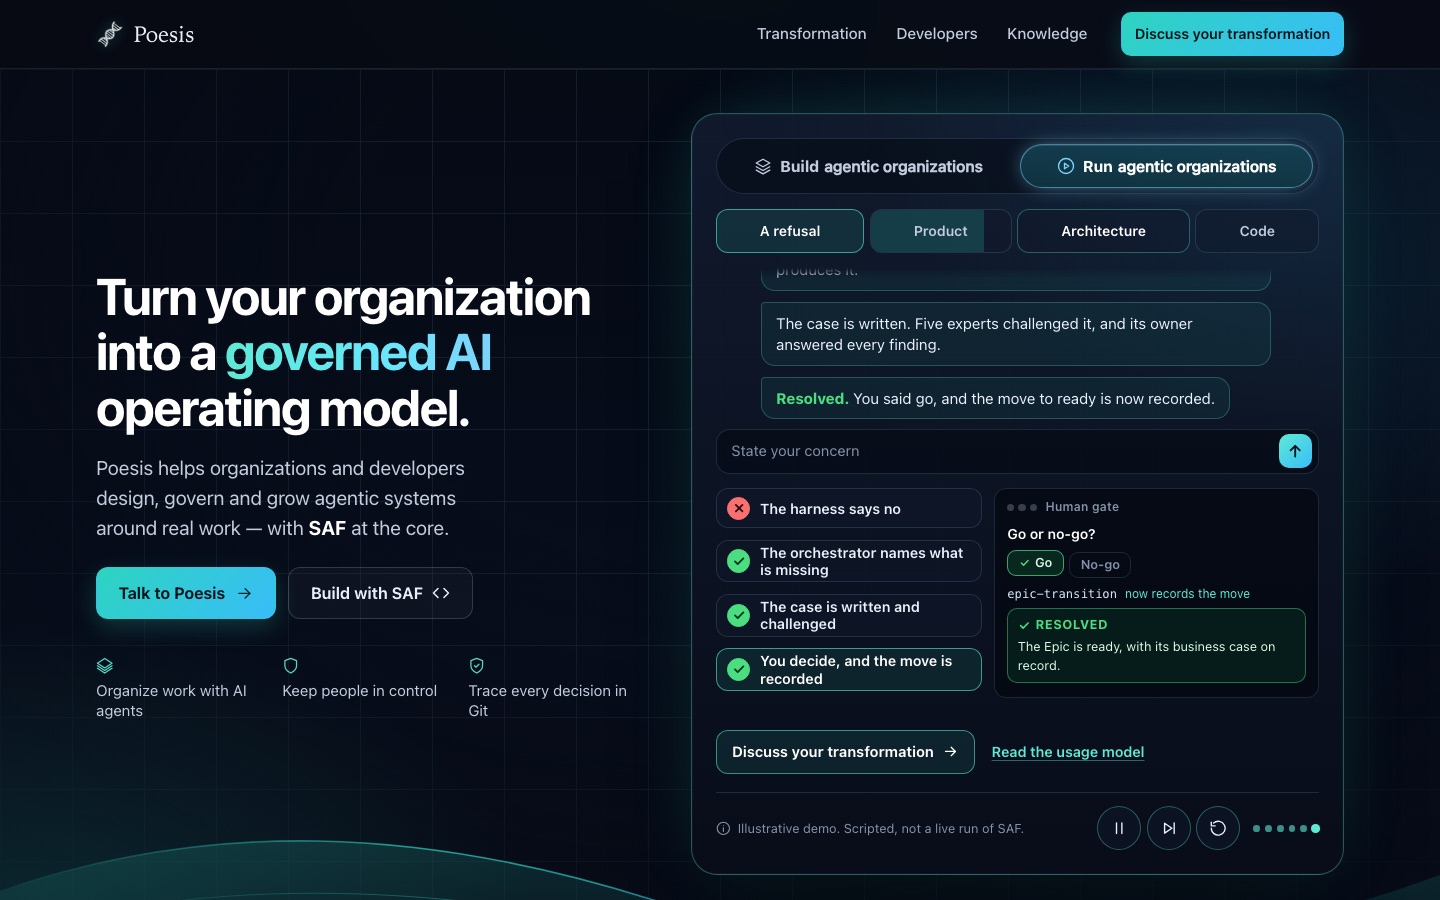 Poesis
Transformation
Developers
Knowledge
Discuss your transformation
Turn your organization
into a governed AI
operating model.
Poesis helps organizations and developers
design, govern and grow agentic systems
around real work — with SAF at the core.
Talk to Poesis
Build with SAF
Organize work with AI
agents
Keep people in control
Trace every decision in
Git
Build agentic organizations
Run agentic organizations
A refusal
Product
Architecture
Code
produces it.
The case is written. Five experts challenged it, and its owner
answered every finding.
Resolved. You said go, and the move to ready is now recorded.
State your concern
The harness says no
The orchestrator names what
is missing
The case is written and
challenged
You decide, and the move is
recorded
Human gate
Go or no-go?
Go
No-go
epic-transition now records the move
RESOLVED
The Epic is ready, with its business case on
record.
Discuss your transformation
Read the usage model
Illustrative demo. Scripted, not a live run of SAF.